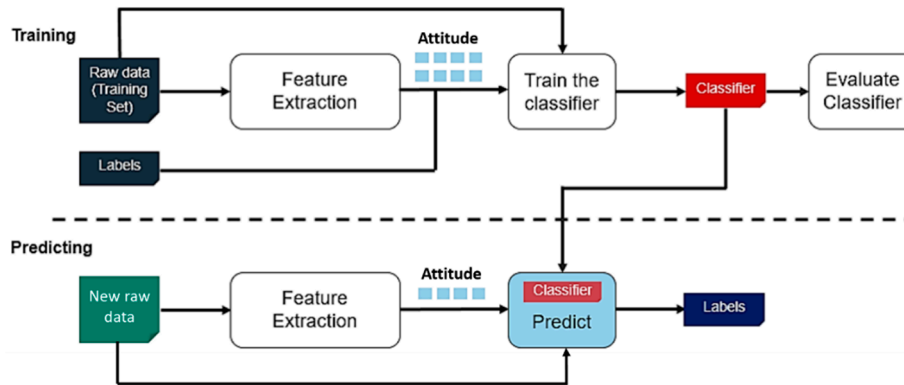 Training
Attitude
Raw data
(Training
Set)
Feature
Extraction
Train the
classifier
Classifier
Evaluate
Classifier
Labels
Predicting
Attitude
New raw
data
Feature
Extraction
Classifier
Predict
Labels